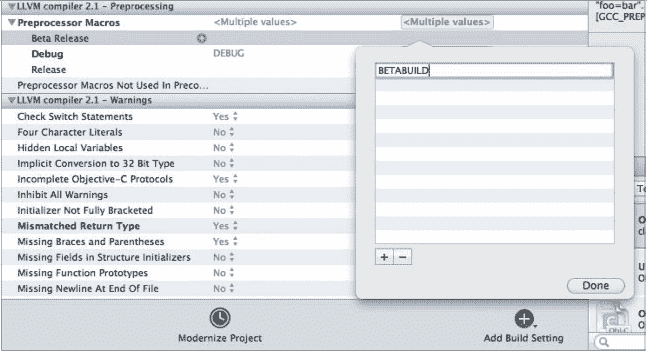 LLVM compiler 2.1 - Preprocessing
Preprocessor Macros <Multiple values> <Multiple values>
Beta Release
Debug DEBUG
Release
Preprocessor Macros Not Used In Preco...
LLVM compiler 2.1 - Warnings
Check Switch Statements Yes
Four Character Literals No
Hidden Local Variables No
Implicit Conversion to 32 Bit Type No
Incomplete Objective-C Protocols Yes
Inhibit All Warnings No
Initializer Not Fully Bracketed No
Mismatched Return Type Yes
Missing Braces and Parentheses Yes
Missing Fields in Structure Initializers No
Missing Function Prototypes No
Missing Newline At End Of File No
Modernize Project
Add Build Setting
BETABUILD
+ −
Done
"foo=bar".
[GCC_PREP